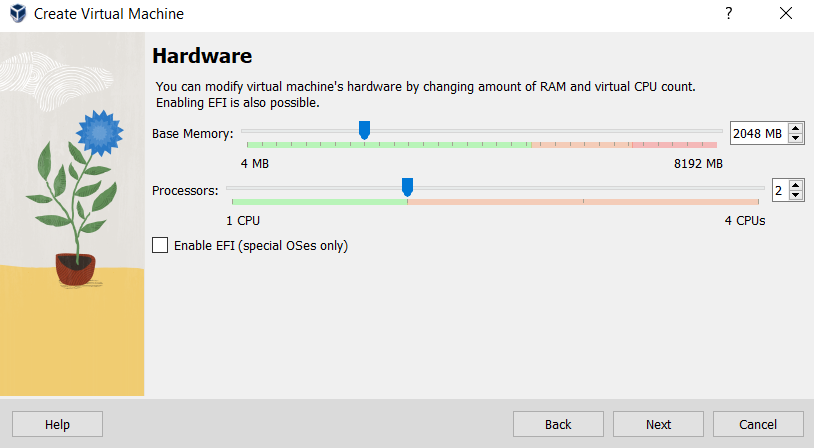 Create Virtual Machine
?
Hardware
You can modify virtual machine's hardware by changing amount of RAM and virtual CPU count.
Enabling EFI is also possible.
Base Memory: 2048 MB
4 MB 8192 MB
Processors: 2
1 CPU 4 CPUs
Enable EFI (special OSes only)
Help Back Next Cancel